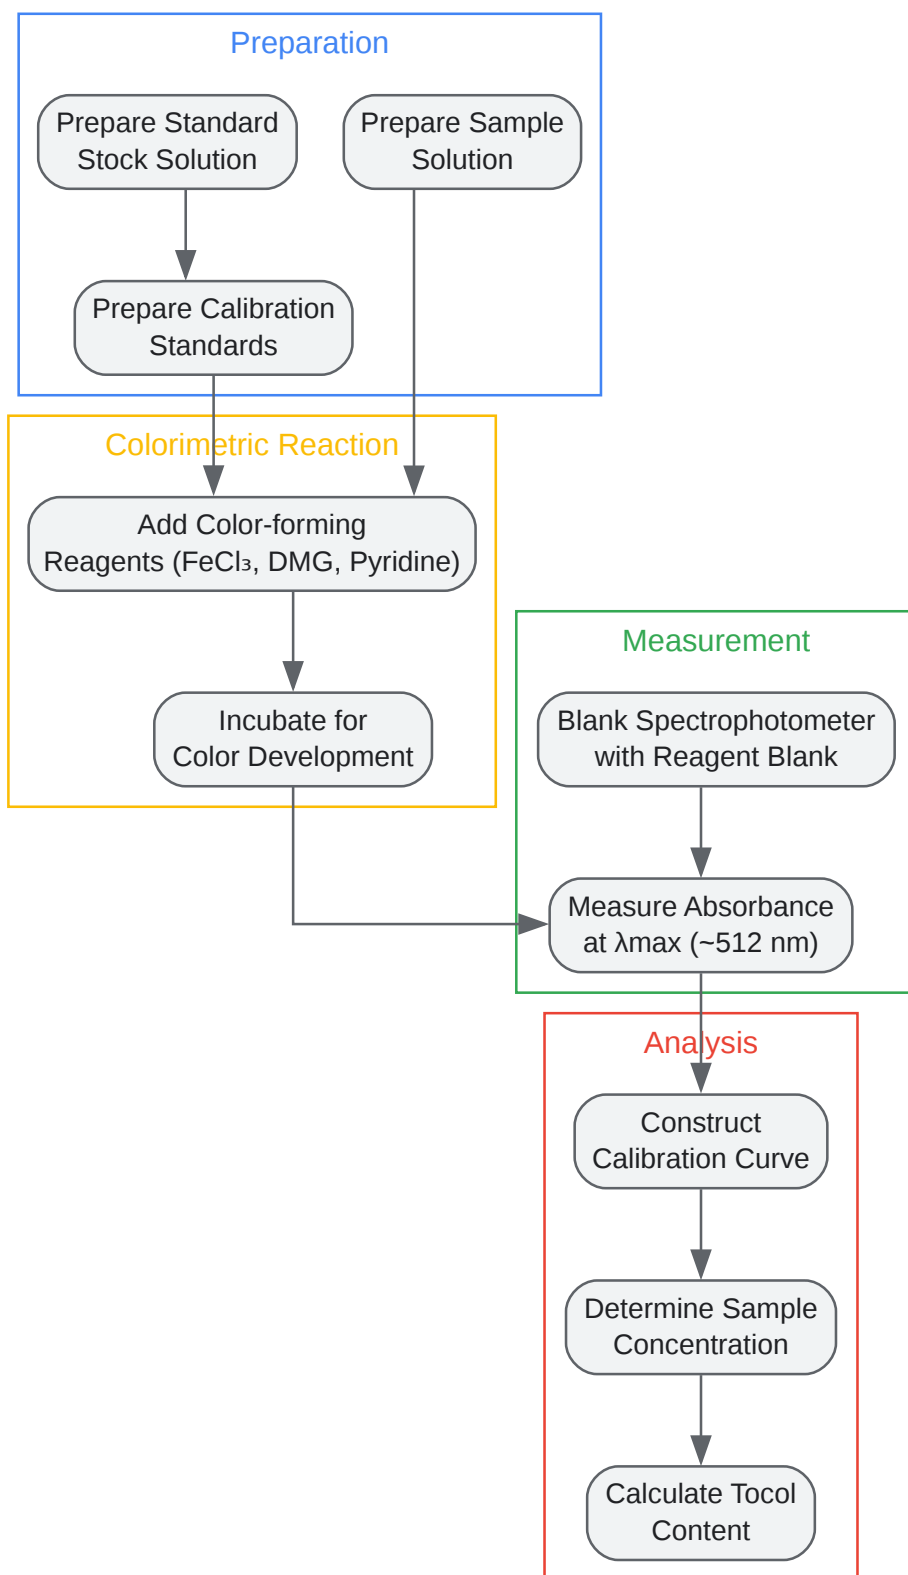 Preparation
Prepare Standard
Stock Solution
Prepare Sample
Solution
Prepare Calibration
Standards
Colorimetric Reaction
Add Color-forming
Reagents (FeCl₃, DMG, Pyridine)
Incubate for
Color Development
Measurement
Blank Spectrophotometer
with Reagent Blank
Measure Absorbance
at λmax (~512 nm)
Analysis
Construct
Calibration Curve
Determine Sample
Concentration
Calculate Tocol
Content